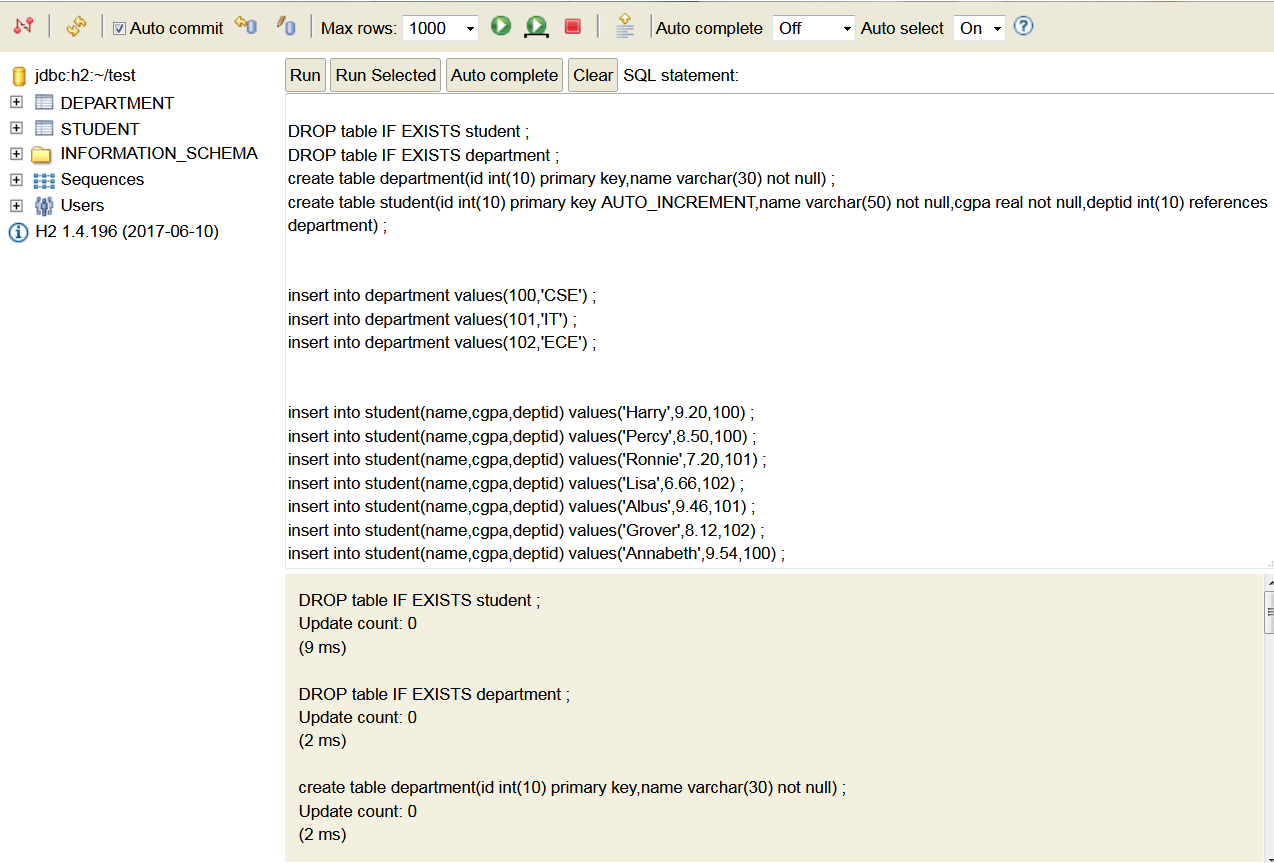 Auto commit Max rows: 1000 Auto complete Off Auto select On
jdbc:h2:~/test
DEPARTMENT
STUDENT
INFORMATION_SCHEMA
Sequences
Users
H2 1.4.196 (2017-06-10)
Run Run Selected Auto complete Clear SQL statement:
DROP table IF EXISTS student ;
DROP table IF EXISTS department ;
create table department(id int(10) primary key,name varchar(30) not null) ;
create table student(id int(10) primary key AUTO_INCREMENT,name varchar(50) not null,cgpa real not null,deptid int(10) references
department) ;
insert into department values(100,'CSE') ;
insert into department values(101,'IT') ;
insert into department values(102,'ECE') ;
insert into student(name,cgpa,deptid) values('Harry',9.20,100) ;
insert into student(name,cgpa,deptid) values('Percy',8.50,100) ;
insert into student(name,cgpa,deptid) values('Ronnie',7.20,101) ;
insert into student(name,cgpa,deptid) values('Lisa',6.66,102) ;
insert into student(name,cgpa,deptid) values('Albus',9.46,101) ;
insert into student(name,cgpa,deptid) values('Grover',8.12,102) ;
insert into student(name,cgpa,deptid) values('Annabeth',9.54,100) ;
DROP table IF EXISTS student ;
Update count: 0
(9 ms)
DROP table IF EXISTS department ;
Update count: 0
(2 ms)
create table department(id int(10) primary key,name varchar(30) not null) ;
Update count: 0
(2 ms)